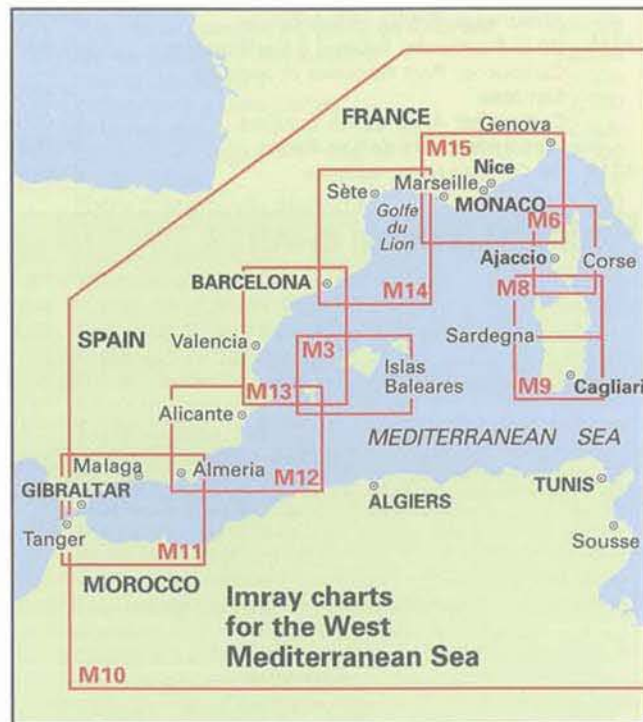 FRANCE
Genova
M15
Nice
Marseille
MONACO
Sète
Golfe
du
Lion
M6
Ajaccio
Corse
BARCELONA
M14
M8
SPAIN
Valencia
M3
Sardegna
Islas
Baleares
M13
M9
Cagliari
Alicante
MEDITERRANEAN SEA
Malaga
Almeria
M12
GIBRALTAR
ALGIERS
TUNIS
Tanger
M11
Sousse
MOROCCO
Imray charts
for the West
Mediterranean Sea
M10